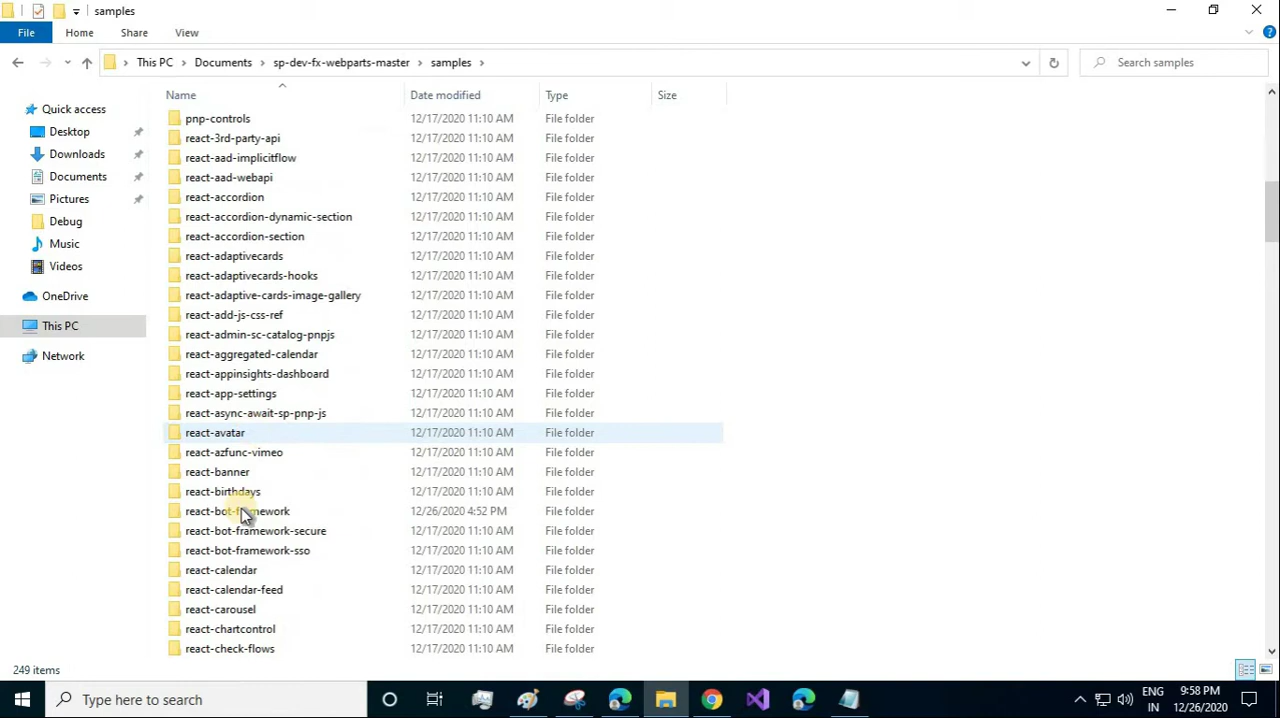 samples
File Home Share View
This PC Documents sp-dev-fx-webparts-master samples Search samples
Name Date modified Type Size
Quick access
Desktop
Downloads
Documents
Pictures
Debug
Music
Videos
OneDrive
This PC
Network
pnp-controls 12/17/2020 11:10 AM File folder
react-3rd-party-api 12/17/2020 11:10 AM File folder
react-aad-implicitflow 12/17/2020 11:10 AM File folder
react-aad-webapi 12/17/2020 11:10 AM File folder
react-accordion 12/17/2020 11:10 AM File folder
react-accordion-dynamic-section 12/17/2020 11:10 AM File folder
react-accordion-section 12/17/2020 11:10 AM File folder
react-adaptivecards 12/17/2020 11:10 AM File folder
react-adaptivecards-hooks 12/17/2020 11:10 AM File folder
react-adaptive-cards-image-gallery 12/17/2020 11:10 AM File folder
react-add-js-css-ref 12/17/2020 11:10 AM File folder
react-admin-sc-catalog-pnpjs 12/17/2020 11:10 AM File folder
react-aggregated-calendar 12/17/2020 11:10 AM File folder
react-appinsights-dashboard 12/17/2020 11:10 AM File folder
react-app-settings 12/17/2020 11:10 AM File folder
react-async-await-sp-pnp-js 12/17/2020 11:10 AM File folder
react-avatar 12/17/2020 11:10 AM File folder
react-azfunc-vimeo 12/17/2020 11:10 AM File folder
react-banner 12/17/2020 11:10 AM File folder
react-birthdays 12/17/2020 11:10 AM File folder
react-bot-framework 12/26/2020 4:52 PM File folder
react-bot-framework-secure 12/17/2020 11:10 AM File folder
react-bot-framework-sso 12/17/2020 11:10 AM File folder
react-calendar 12/17/2020 11:10 AM File folder
react-calendar-feed 12/17/2020 11:10 AM File folder
react-carousel 12/17/2020 11:10 AM File folder
react-chartcontrol 12/17/2020 11:10 AM File folder
react-check-flows 12/17/2020 11:10 AM File folder
249 items
Type here to search
ENG
IN
9:58 PM
12/26/2020